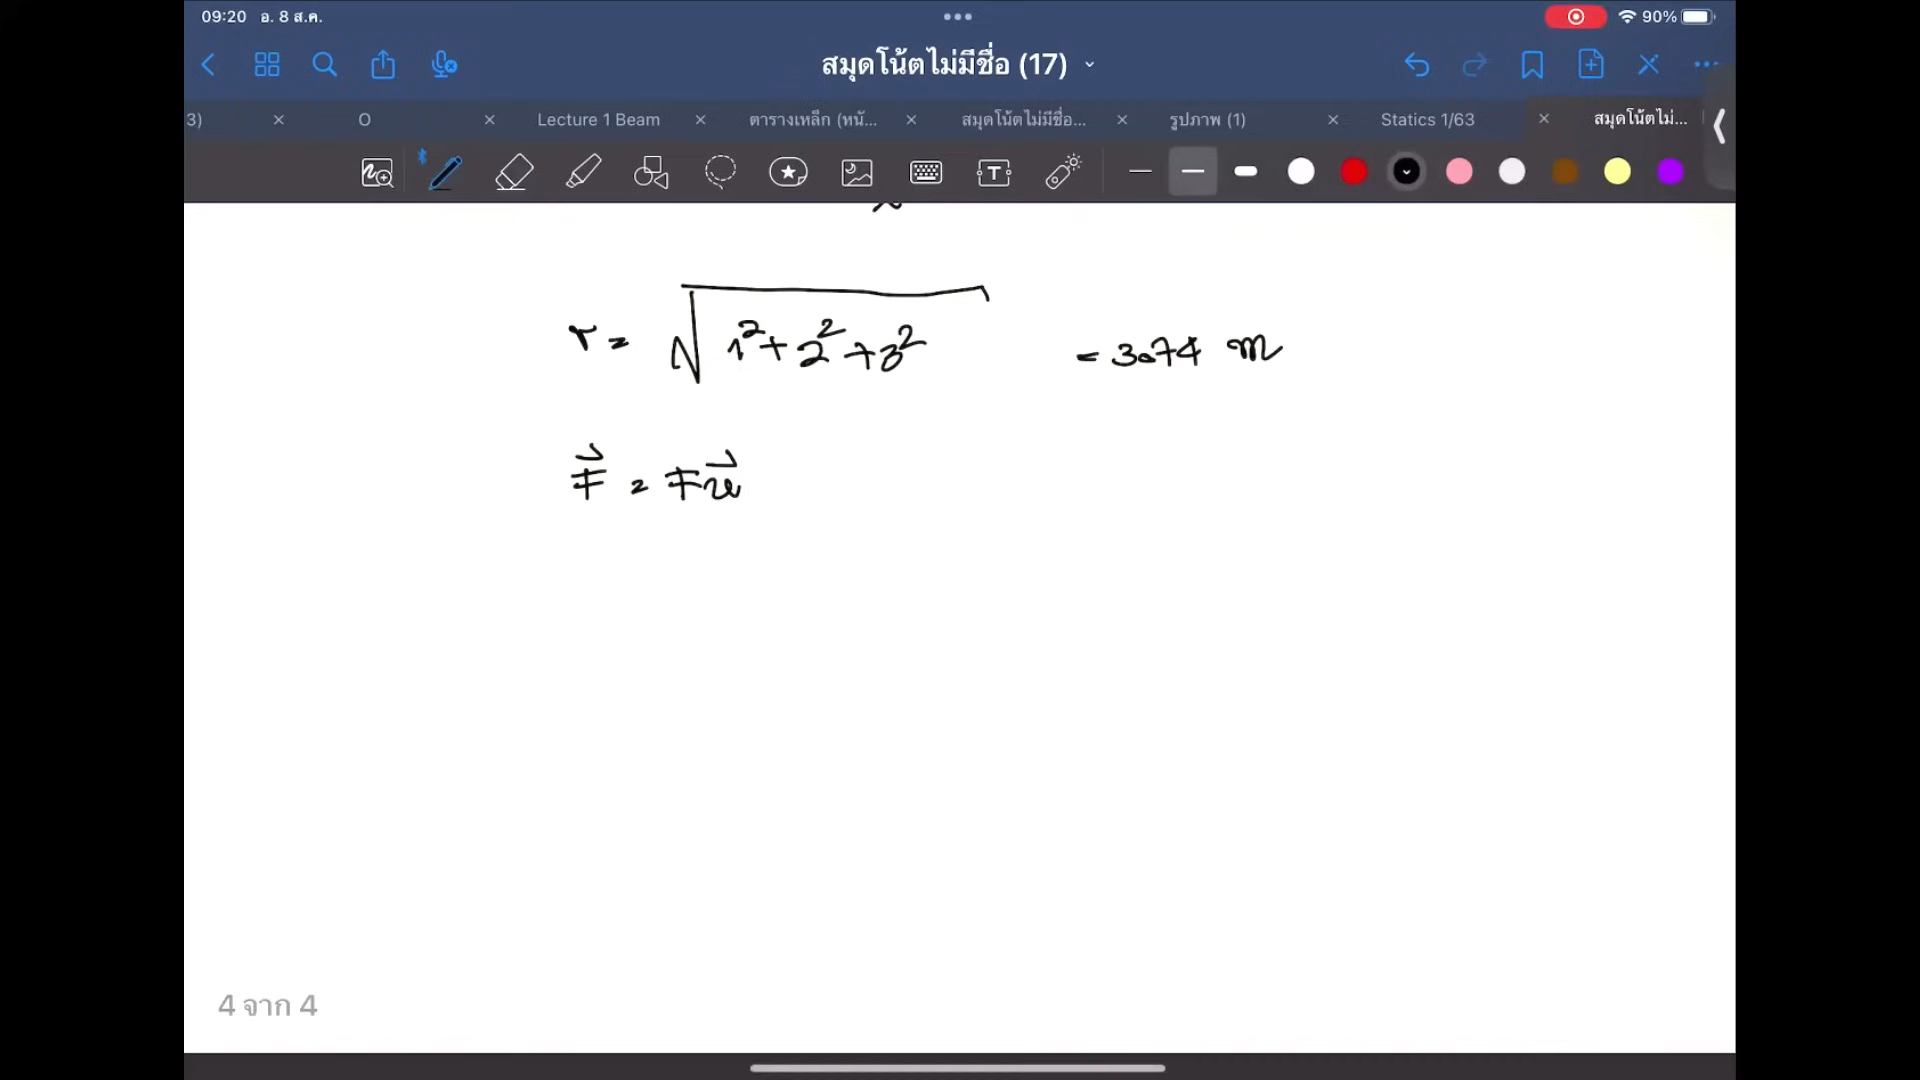 09:20 อ. 8 ส.ค. 90%
สมุดโน้ตไม่มีชื่อ (17)
3) O Lecture 1 Beam ตารางเหล็ก (หนั... สมุดโน้ตไม่มีชื่อ... รูปภาพ (1) Statics 1/63 สมุดโน้ตไม่...
r = √1²+2²+3² = 3.74 m
F⃗ = Fu⃗
4 จาก 4